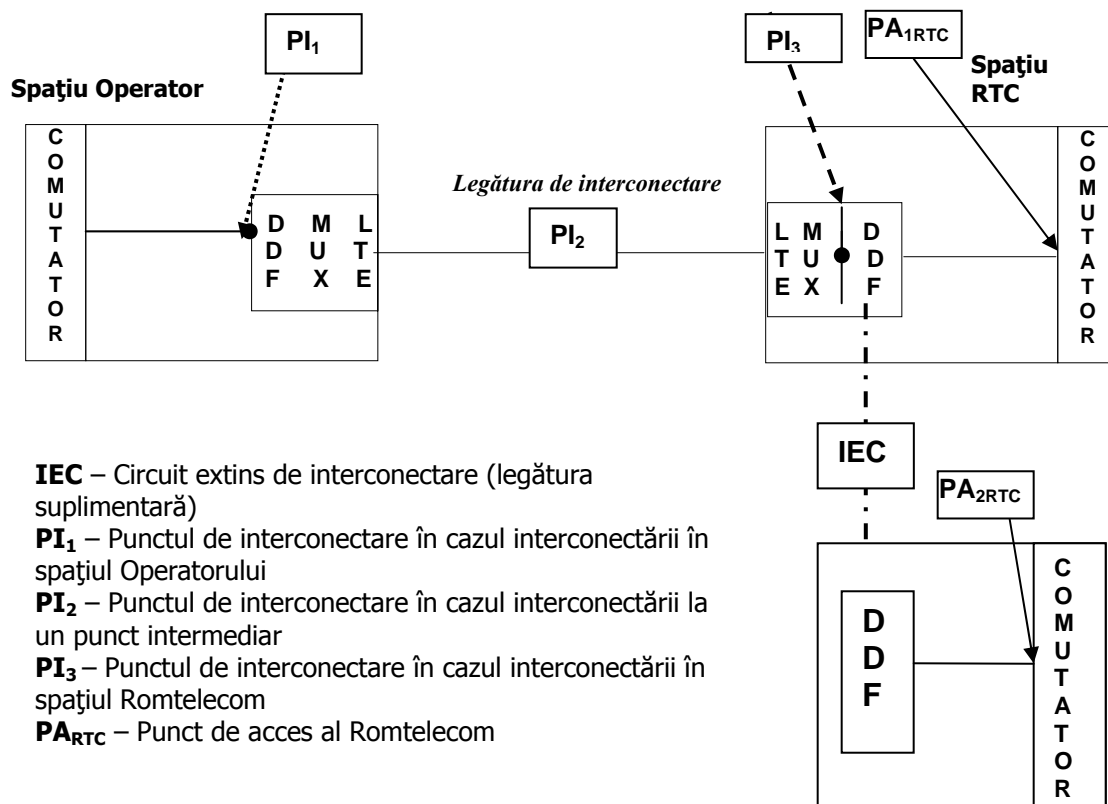 PI1
PI3
PA1RTC
Spaţiu Operator
Spaţiu
RTC
COMUTATOR
DDF MUX LTE
Legătura de interconectare
PI2
LTE MUX DDF
COMUTATOR
IEC
IEC – Circuit extins de interconectare (legătura
suplimentară)
PI1 – Punctul de interconectare în cazul interconectării în
spaţiul Operatorului
PI2 – Punctul de interconectare în cazul interconectării la
un punct intermediar
PI3 – Punctul de interconectare în cazul interconectării în
spaţiul Romtelecom
PARTC – Punct de acces al Romtelecom
PA2RTC
DDF
COMUTATOR